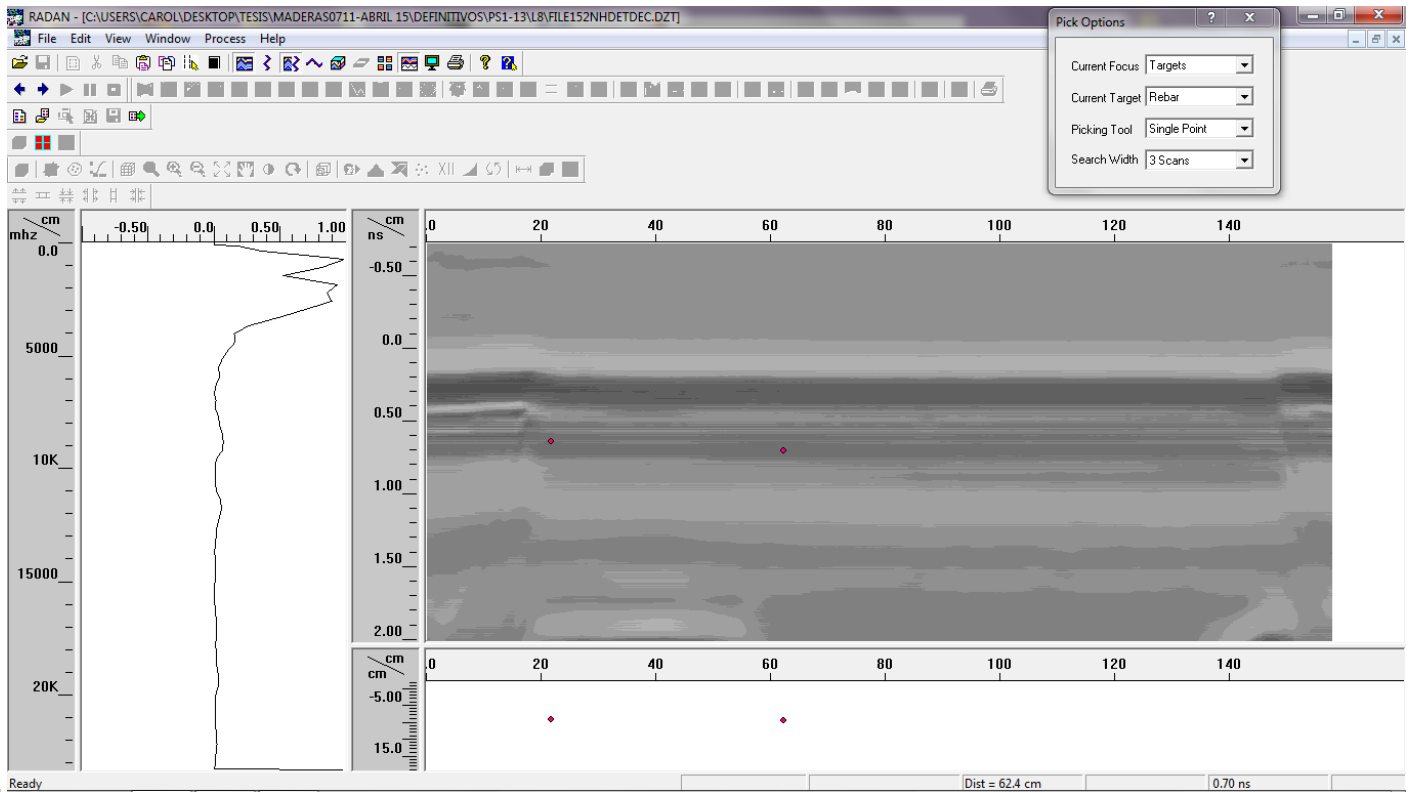 RADAN - [C:\USERS\CAROL\DESKTOP\TESIS\MADERAS0711-ABRIL 15\DEFINITIVOS\PS1-13\L8\FILE152NHDETDEC.DZT]
File Edit View Window Process Help
Pick Options
Current Focus Targets
Current Target Rebar
Picking Tool Single Point
Search Width 3 Scans
XII
cm
mhz
-0.50 0.0 0.50 1.00
0.0
5000
10K
15000
20K
cm
ns
.0 20 40 60 80 100 120 140
-0.50
0.0
0.50
1.00
1.50
2.00
cm
cm
.0 20 40 60 80 100 120 140
-5.00
15.0
Ready Dist = 62.4 cm 0.70 ns